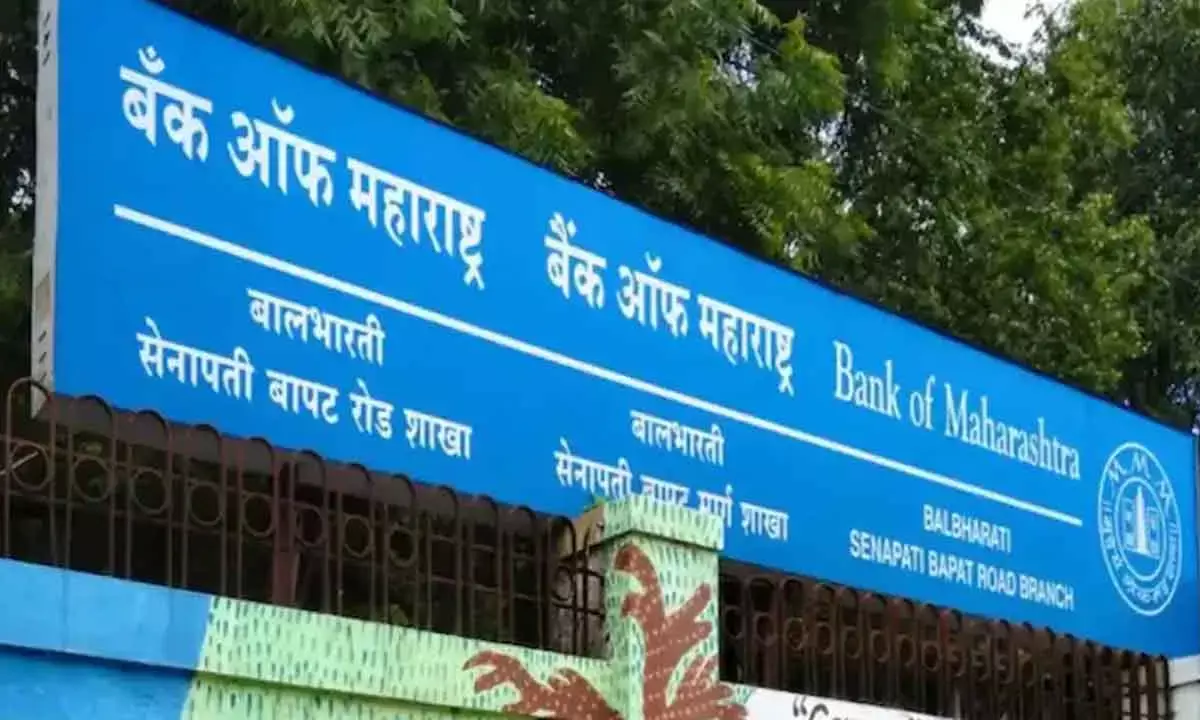 बँक ऑफ महाराष्ट्र
बालभारती
सेनापती बापट रोड शाखा
बैंक ऑफ महाराष्ट्र
बालभारती
सेनापती बापट मार्ग शाखा
Bank of Maharashtra
BALBHARATI
SENAPATI BAPAT ROAD BRANCH